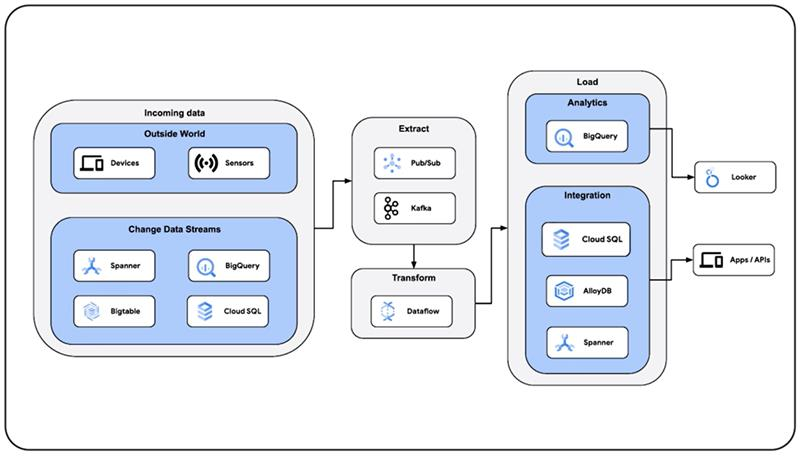 Incoming data
Outside World
Devices
Sensors
Change Data Streams
Spanner
BigQuery
Bigtable
Cloud SQL
Extract
Pub/Sub
Kafka
Transform
Dataflow
Load
Analytics
BigQuery
Integration
Cloud SQL
AlloyDB
Spanner
Looker
Apps / APIs